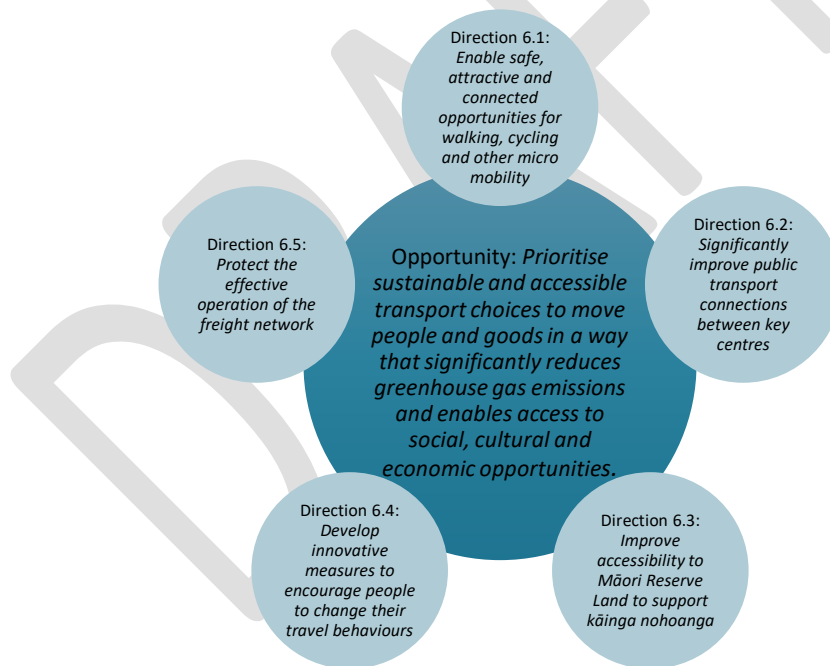 Direction 6.1:
Enable safe,
attractive and
connected
opportunities for
walking, cycling
and other micro
mobility
Direction 6.5:
Protect the
effective
operation of the
freight network
Opportunity: Prioritise
sustainable and accessible
transport choices to move
people and goods in a way
that significantly reduces
greenhouse gas emissions
and enables access to
social, cultural and
economic opportunities.
Direction 6.2:
Significantly
improve public
transport
connections
between key
centres
Direction 6.4:
Develop
innovative
measures to
encourage people
to change their
travel behaviours
Direction 6.3:
Improve
accessibility to
Māori Reserve
Land to support
kāinga nohoanga